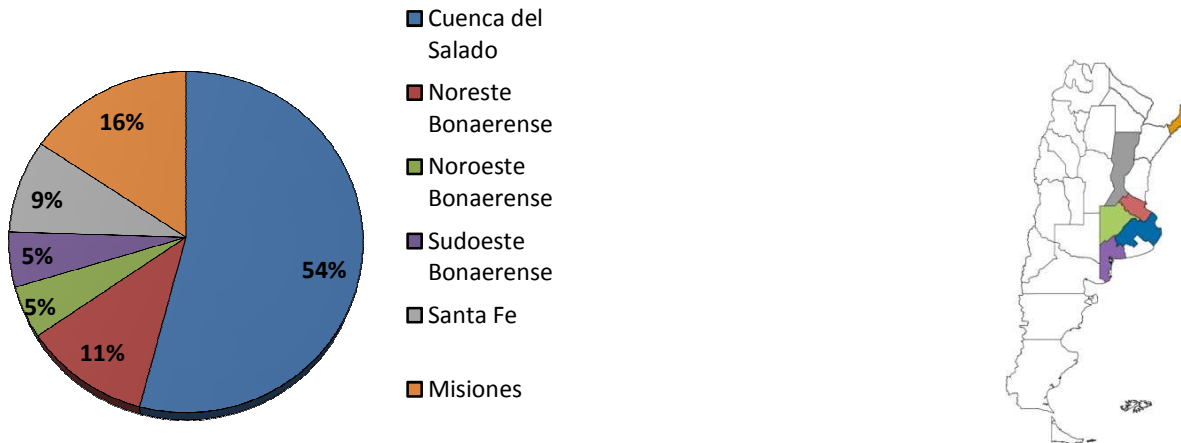 Cuenca del
Salado
Noreste
Bonaerense
Noroeste
Bonaerense
Sudoeste
Bonaerense
Santa Fe
Misiones
16%
9%
5%
5%
11%
54%